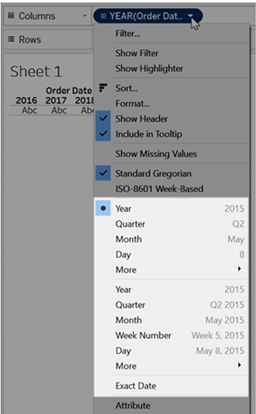 Columns
YEAR(Order Dat..
Rows
Filter...
Show Filter
Show Highlighter
Sheet 1
Sort...
Order Date
Format...
2016 2017 2018
Show Header
Abc Abc Abc
Include in Tooltip
Show Missing Values
Standard Gregorian
ISO-8601 Week-Based
Year 2015
Quarter Q2
Month May
Day 8
More
Year 2015
Quarter Q2 2015
Month May 2015
Week Number Week 5, 2015
Day May 8, 2015
More
Exact Date
Attribute